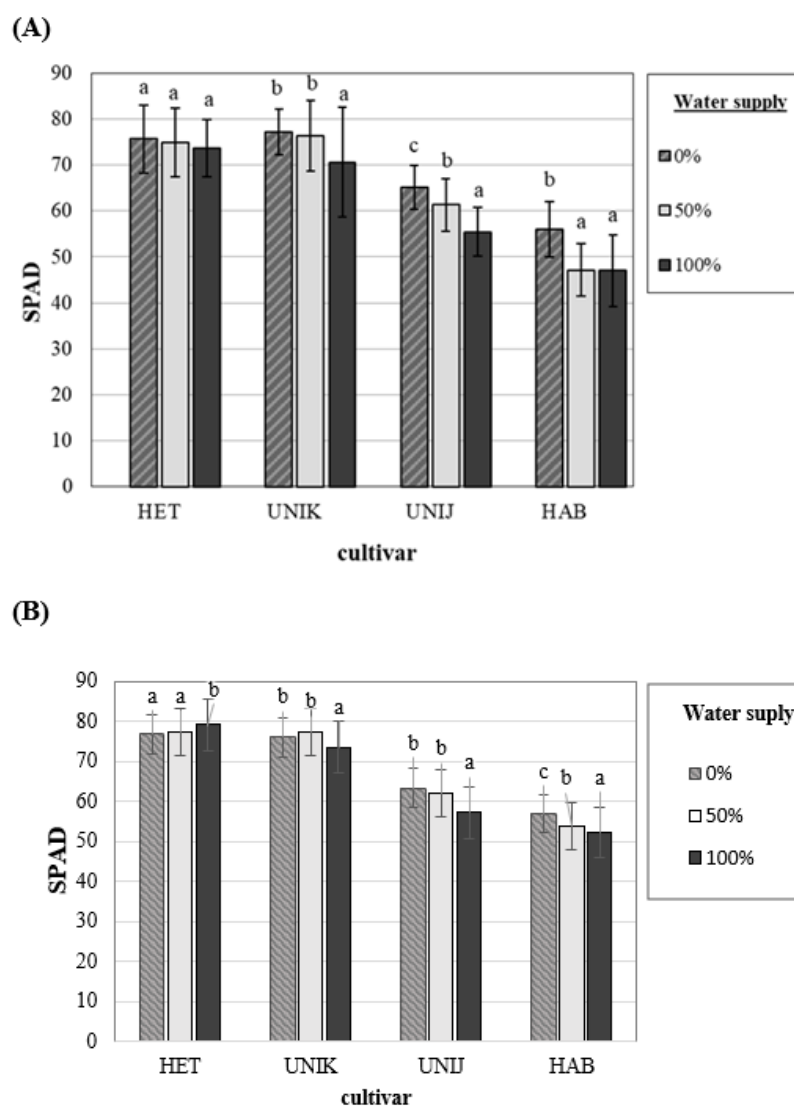 (A)
90
80
70
60
50
40
30
20
10
0
SPAD
a a a b b a c b a b a a
HET UNIK UNIJ HAB
cultivar
Water supply
0%
50%
100%
(B)
90
80
70
60
50
40
30
20
10
0
SPAD
a a b b b a b b a c b a
HET UNIK UNIJ HAB
cultivar
Water suply
0%
50%
100%